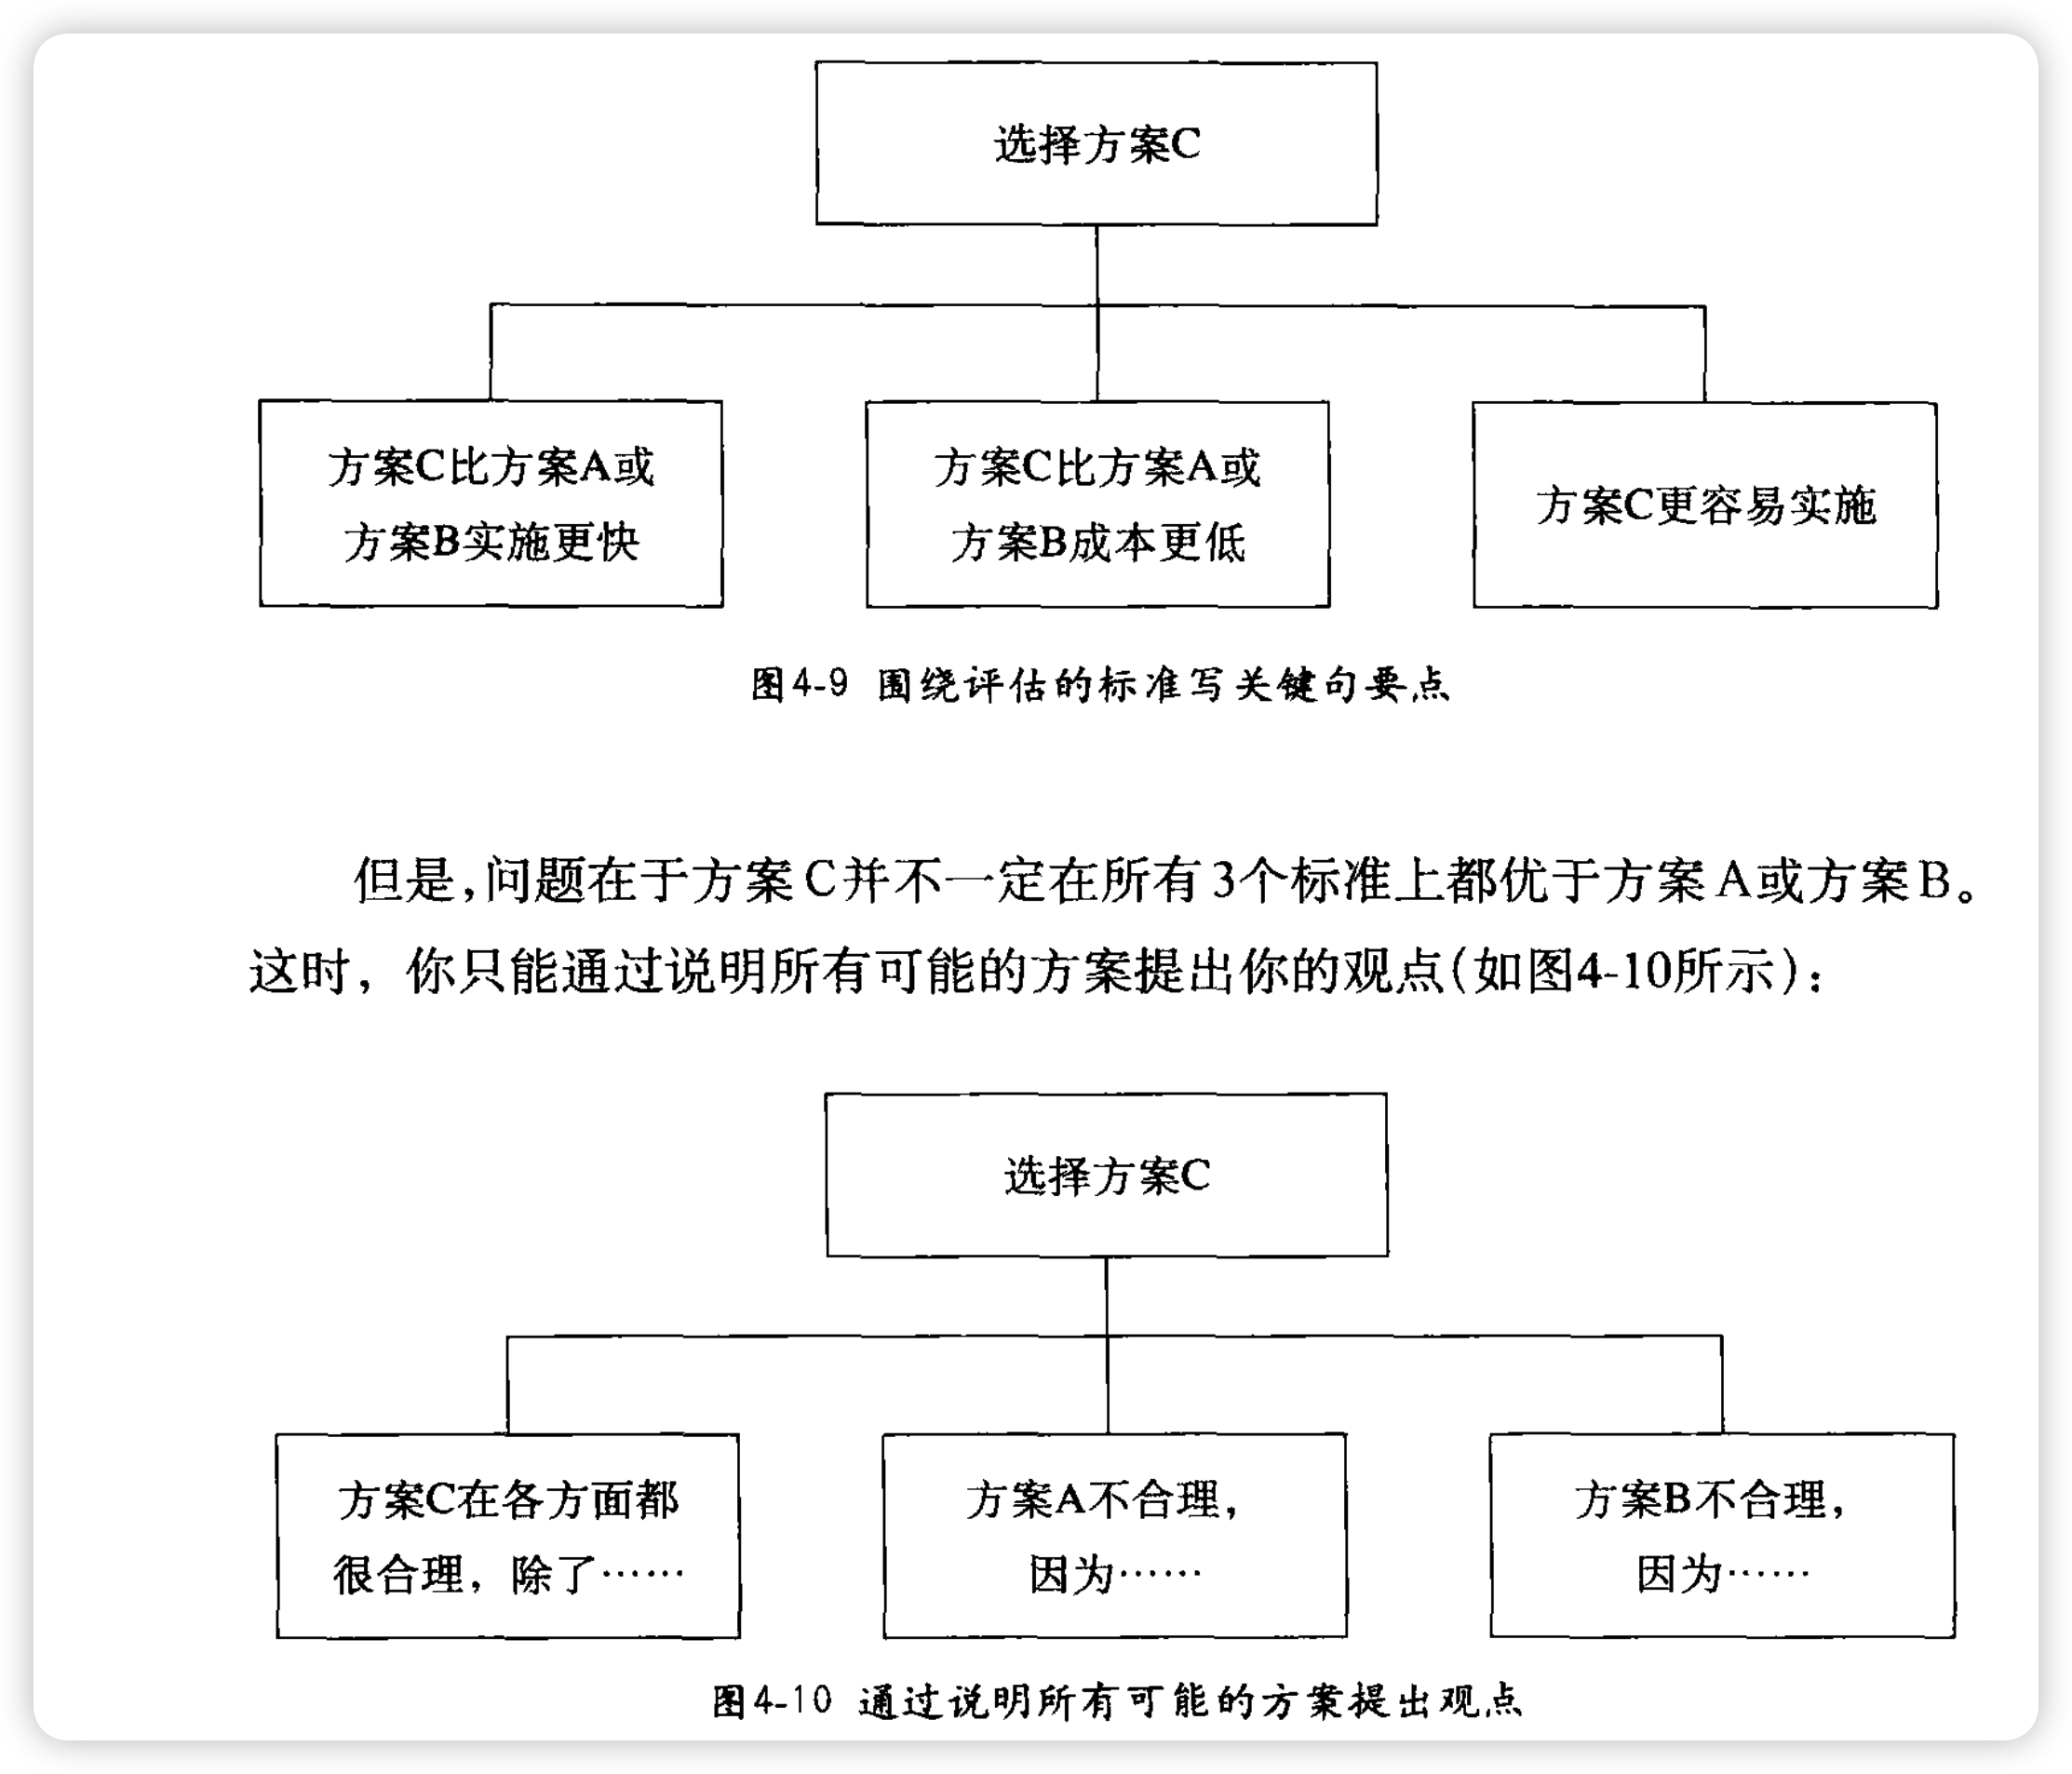 选择方案C
方案C比方案A或
方案B实施更快
方案C比方案A或
方案B成本更低
方案C更容易实施
图4-9 围绕评估的标准写关键句要点
但是,问题在于方案C并不一定在所有3个标准上都优于方案A或方案B。
这时，你只能通过说明所有可能的方案提出你的观点(如图4-10所示)：
选择方案C
方案C在各方面都
很合理，除了……
方案A不合理，
因为……
方案B不合理，
因为……
图4-10 通过说明所有可能的方案提出观点